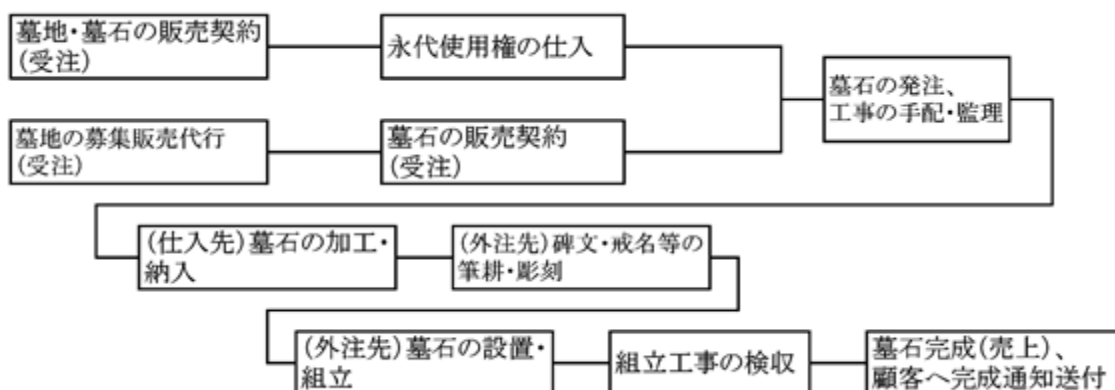 墓地・墓石の販売契約
(受注)
永代使用権の仕入
墓地の募集販売代行
(受注)
墓石の販売契約
(受注)
墓石の発注、
工事の手配・監理
(仕入先)墓石の加工・
納入
(外注先)碑文・戒名等の
筆耕・彫刻
(外注先)墓石の設置・
組立
組立工事の検収
墓石完成(売上)、
顧客へ完成通知送付